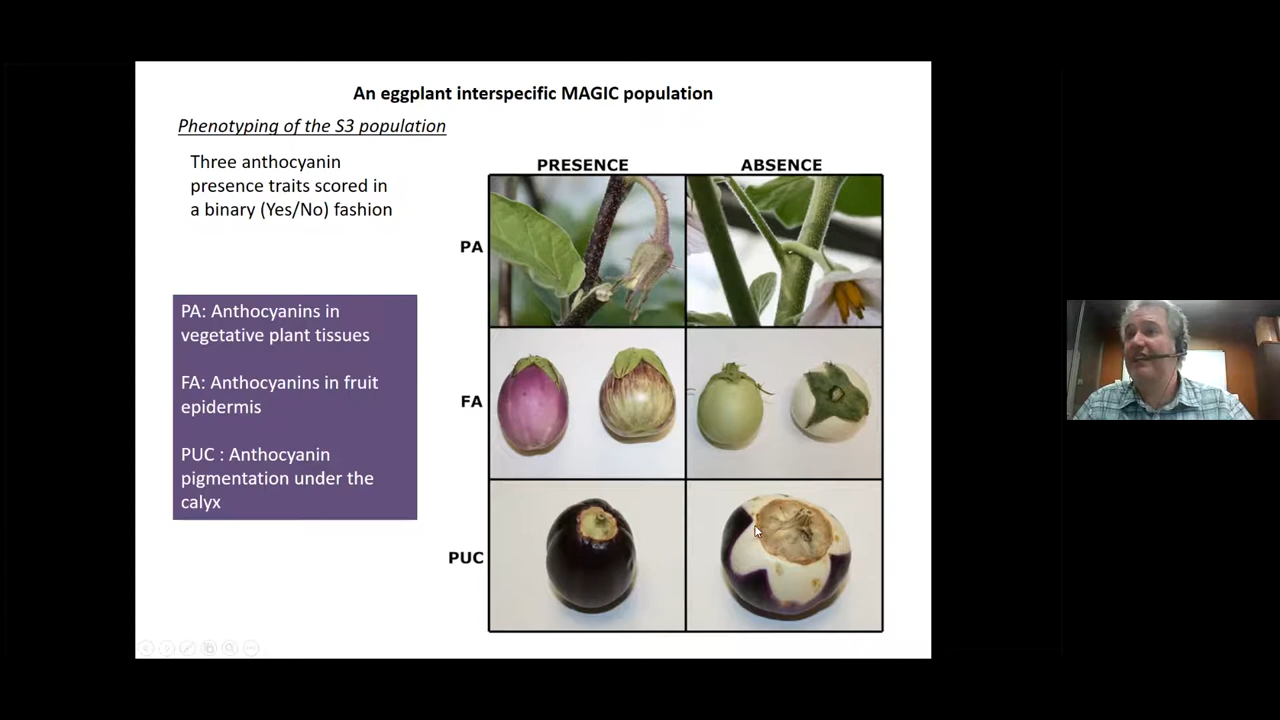 An eggplant interspecific MAGIC population
Phenotyping of the S3 population
Three anthocyanin
presence traits scored in
a binary (Yes/No) fashion
PA: Anthocyanins in
vegetative plant tissues
FA: Anthocyanins in fruit
epidermis
PUC : Anthocyanin
pigmentation under the
calyx
PRESENCE ABSENCE
PA
FA
PUC